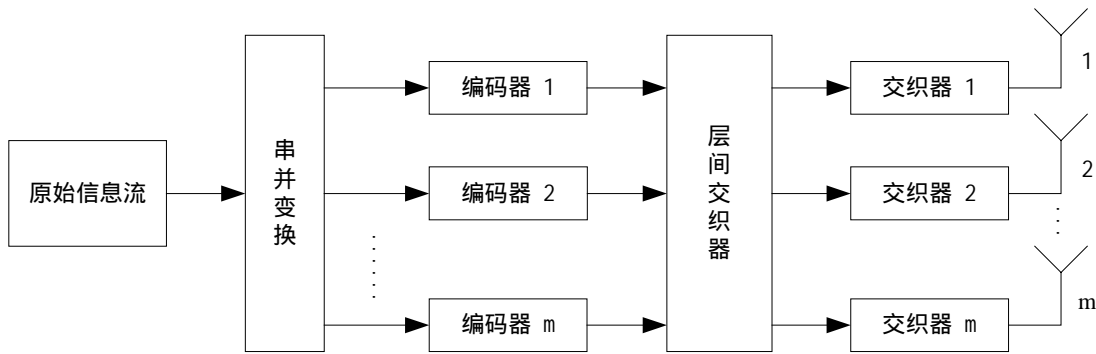 原始信息流
串并变换
编码器 1
编码器 2
编码器 m
层间交织器
交织器 1
交织器 2
交织器 m
1
2
m